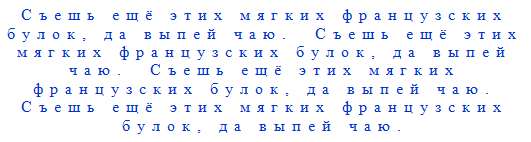 Съешь ещё этих мягких французских
булок, да выпей чаю. Съешь ещё этих
мягких французских булок, да выпей
чаю. Съешь ещё этих мягких
французских булок, да выпей чаю.
Съешь ещё этих мягких французских
булок, да выпей чаю.